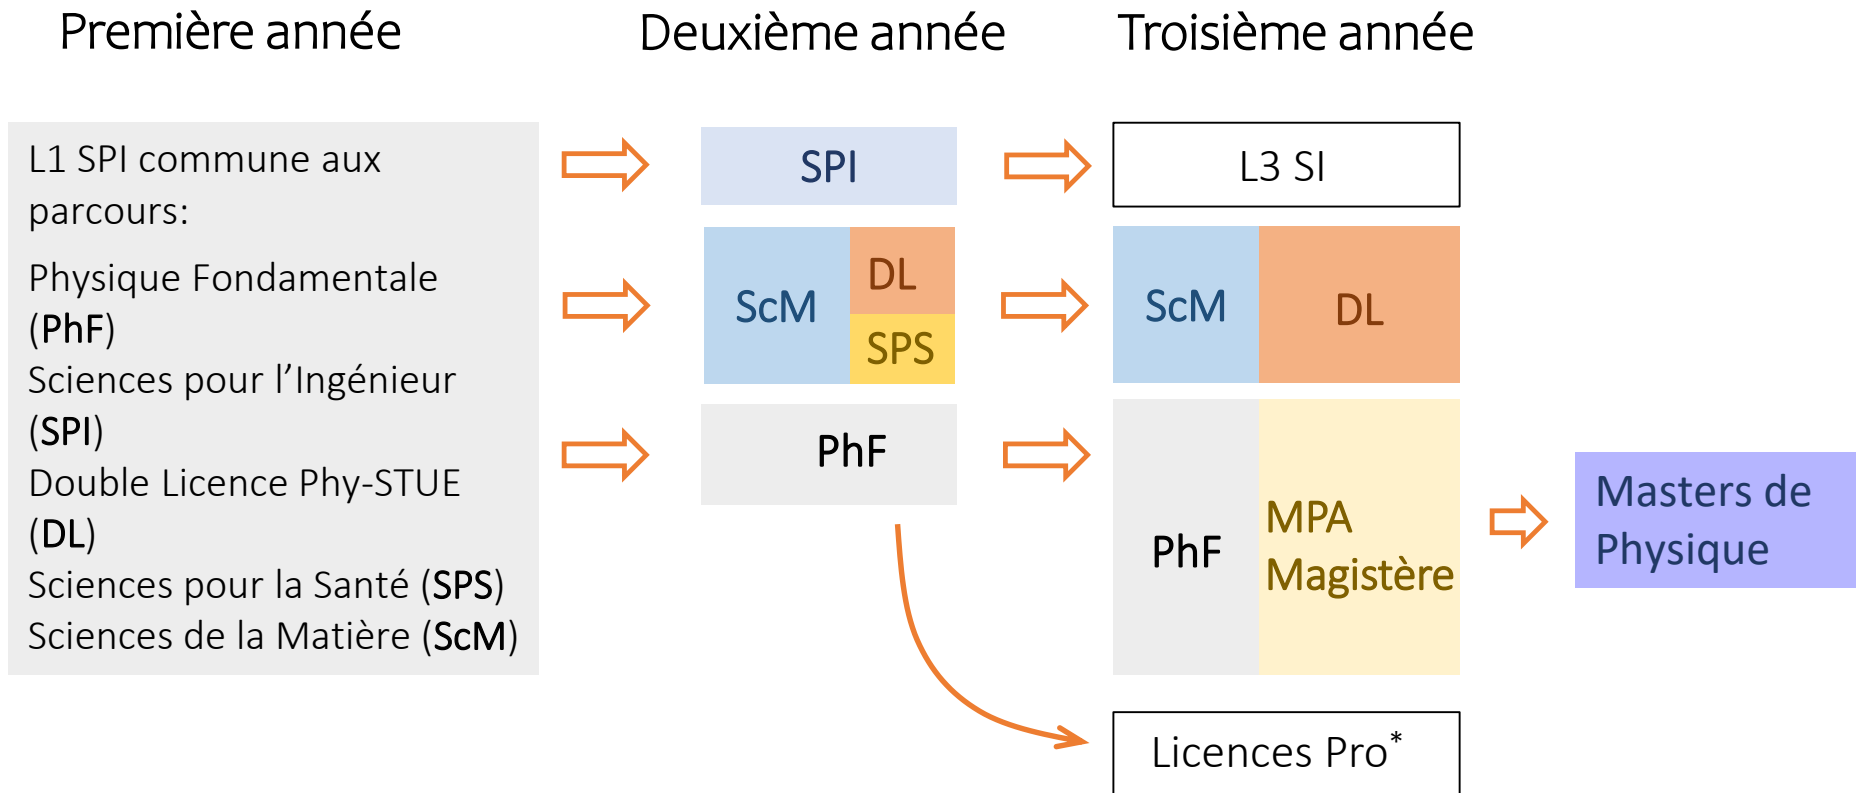 Première année
Deuxième année
Troisième année
L1 SPI commune aux
parcours:
Physique Fondamentale
(PhF)
Sciences pour l’Ingénieur
(SPI)
Double Licence Phy-STUE
(DL)
Sciences pour la Santé (SPS)
Sciences de la Matière (ScM)
SPI
ScM
DL
SPS
PhF
L3 SI
ScM
DL
PhF
MPA
Magistère
Licences Pro*
Masters de
Physique